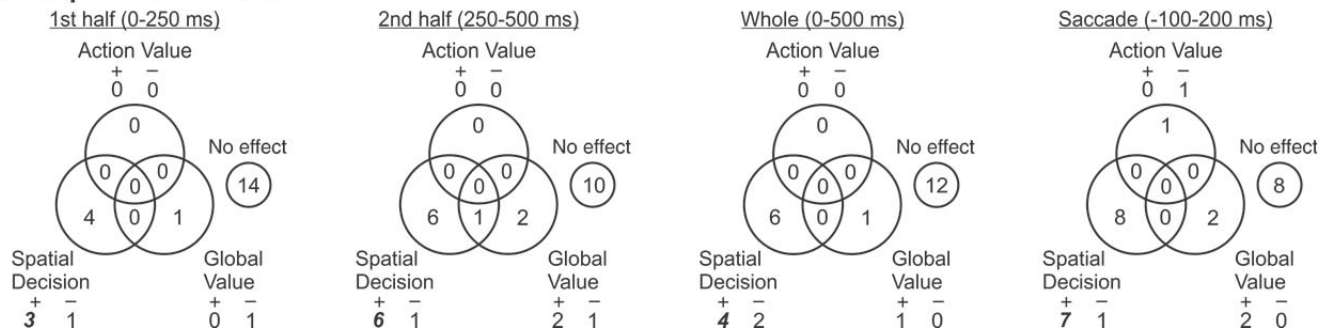 1st half (0-250 ms)
Action Value
+ −
0 0
0
No effect
0 0
0
14
4 0 1
Spatial
Decision
+ −
3 1
Global
Value
+ −
0 1
2nd half (250-500 ms)
Action Value
+ −
0 0
0
No effect
0 0
0
10
6 1 2
Spatial
Decision
+ −
6 1
Global
Value
+ −
2 1
Whole (0-500 ms)
Action Value
+ −
0 0
0
No effect
0 0
0
12
6 0 1
Spatial
Decision
+ −
4 2
Global
Value
+ −
1 0
Saccade (-100-200 ms)
Action Value
+ −
0 1
1
No effect
0 0
0
8
8 0 2
Spatial
Decision
+ −
7 1
Global
Value
+ −
2 0